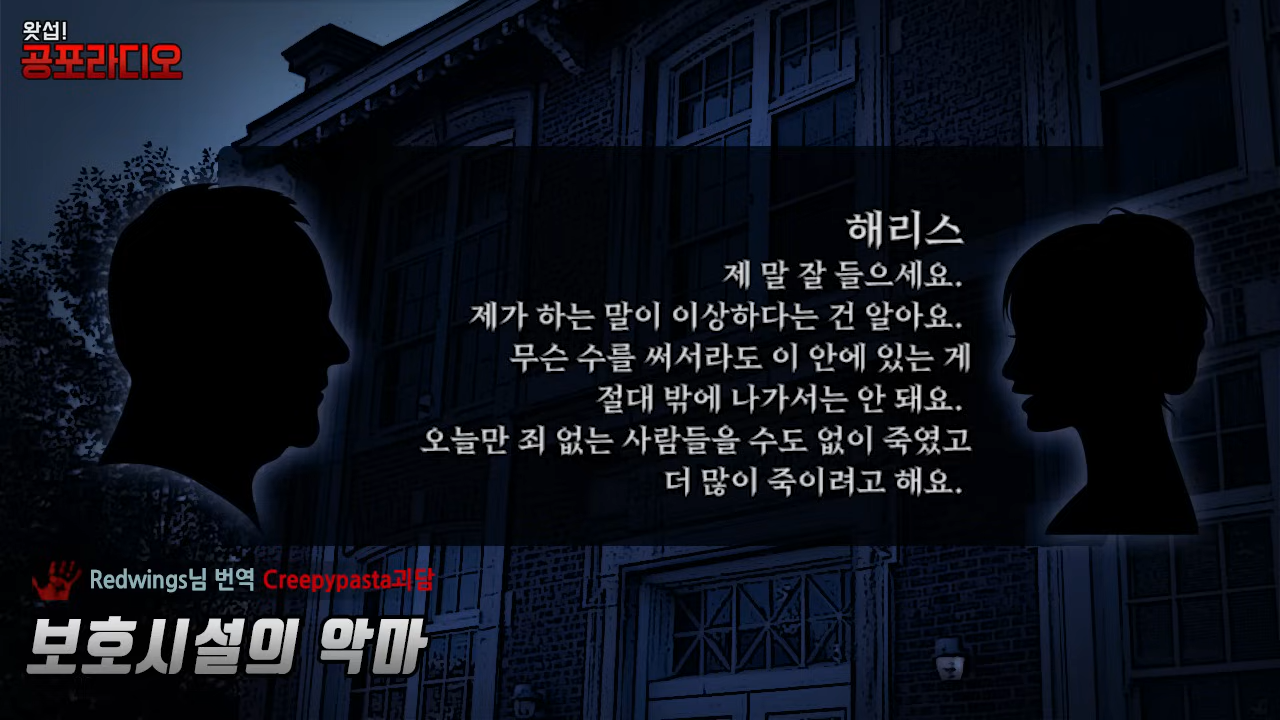 왓섭!
공포라디오
해리스
제 말 잘 들으세요.
제가 하는 말이 이상하다는 건 알아요.
무슨 수를 써서라도 이 안에 있는 게
절대 밖에 나가서는 안 돼요.
오늘만 죄 없는 사람들을 수도 없이 죽였고
더 많이 죽이려고 해요.
Redwings님 번역 Creepypasta괴담
보호시설의 악마